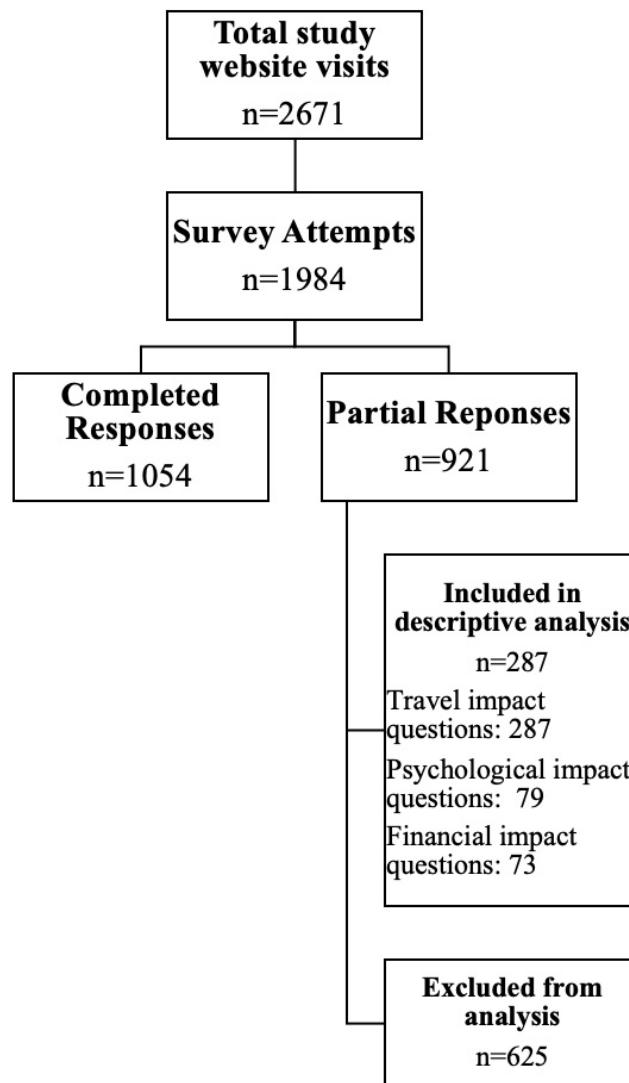 Total study
website visits
n=2671
Survey Attempts
n=1984
Completed
Responses
n=1054
Partial Reponses
n=921
Included in
descriptive analysis
n=287
Travel impact
questions: 287
Psychological impact
questions:  79
Financial impact
questions: 73
Excluded from
analysis
n=625